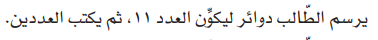 يرسم الطّالب دوائر ليكوِّن العدد ١١، ثم يكتب العددين.